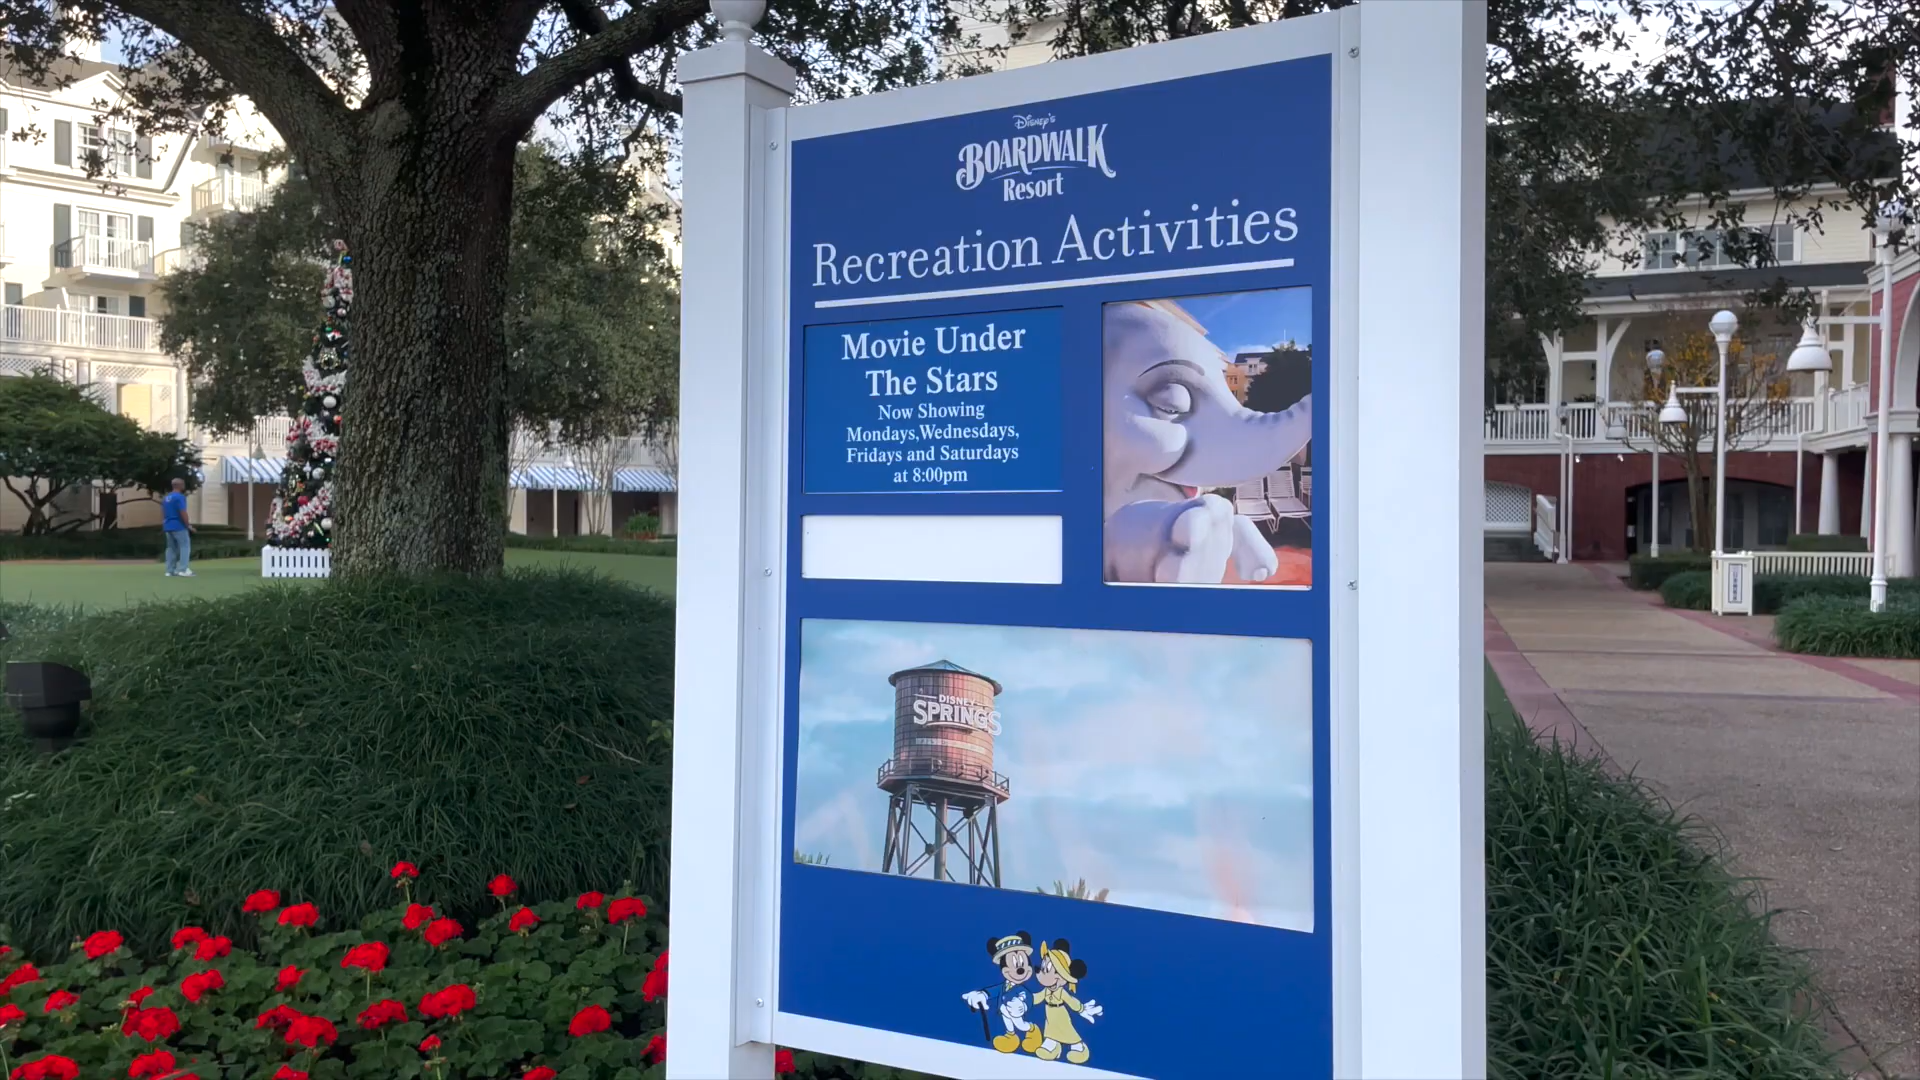 Disney's
BOARDWALK
Resort
Recreation Activities
Movie Under
The Stars
Now Showing
Mondays,Wednesdays,
Fridays and Saturdays
at 8:00pm
DISNEY
SPRINGS